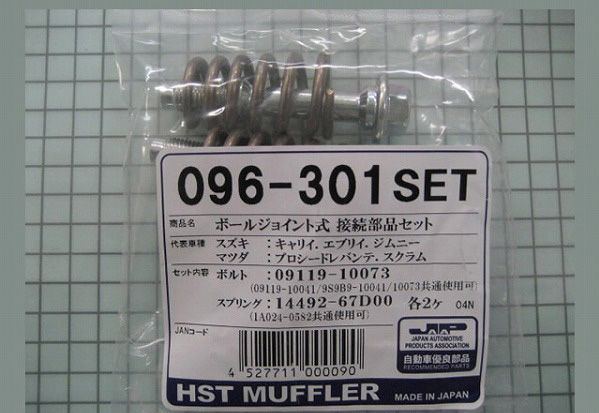 096-301 SET
商品名 ボールジョイント式 接続部品セット
代表車種 スズキ：キャリイ．エブリイ．ジムニー
マツダ：プロシードレバンテ．スクラム
セット内容 ボルト：09119-10073
(09119-10041/9S9B9-10041/10073共通使用可)
スプリング：14492-67D00 各2ケ 04N
(1A024-0582共通使用可)
JANコード
JAAP
JAPAN AUTOMOTIVE
PRODUCTS ASSOCIATION
自動車優良部品
RECOMMENDED PARTS
4 527711 000090
HST MUFFLER MADE IN JAPAN